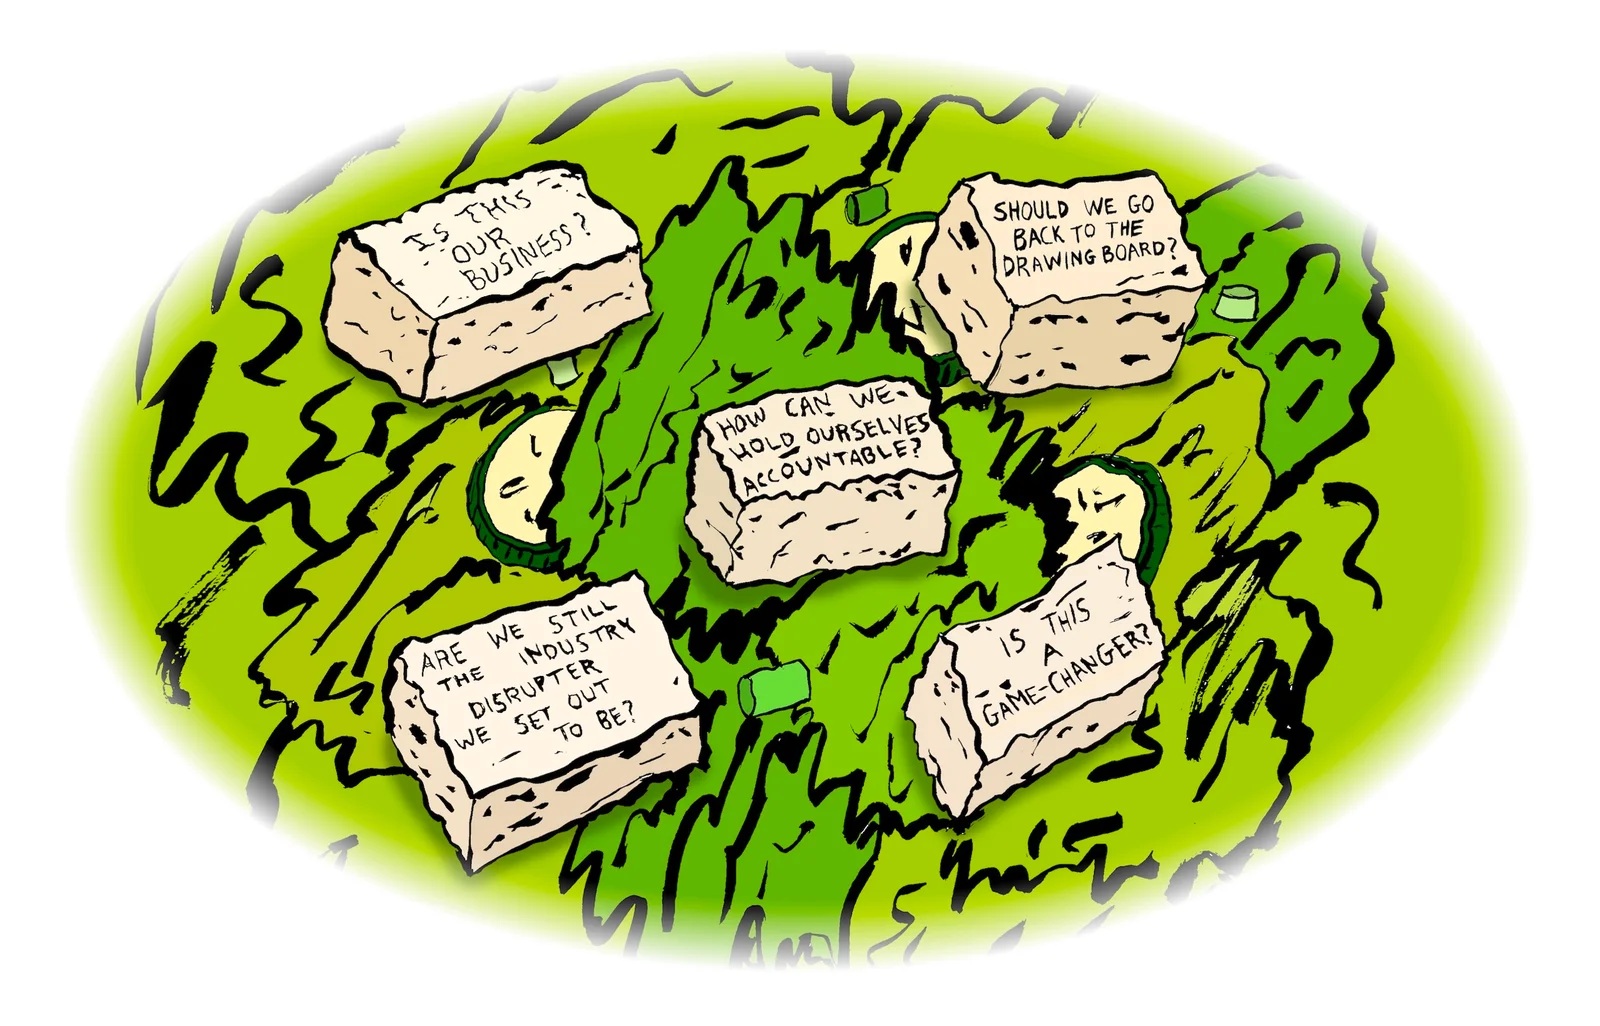 IS THIS
OUR
BUSINESS?
SHOULD WE GO
BACK TO THE
DRAWING BOARD?
HOW CAN WE
HOLD OURSELVES
ACCOUNTABLE?
ARE WE STILL
THE INDUSTRY
DISRUPTER
WE SET OUT
TO BE?
IS THIS
A
GAME-CHANGER?